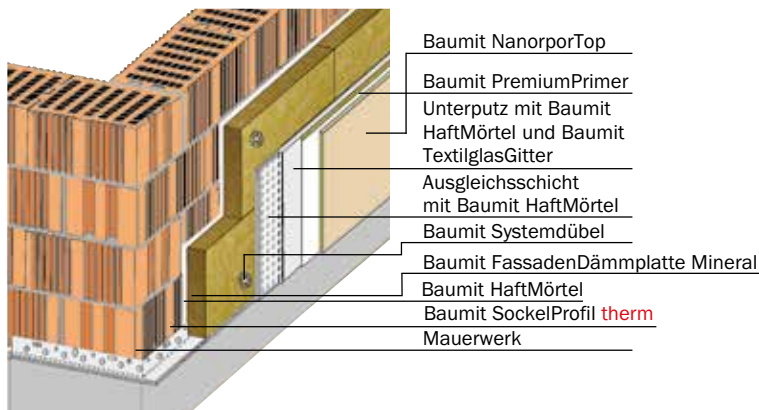 Baumit NanorporTop
Baumit PremiumPrimer
Unterputz mit Baumit
HaftMörtel und Baumit
TextilglasGitter
Ausgleichsschicht
mit Baumit HaftMörtel
Baumit Systemdübel
Baumit FassadenDämmplatte Mineral
Baumit HaftMörtel
Baumit SockelProfil therm
Mauerwerk